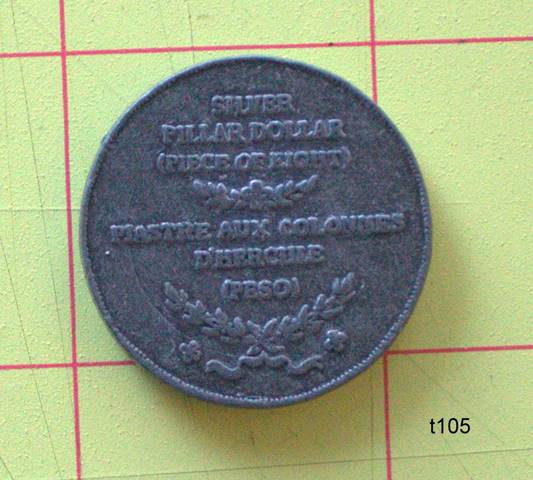 SILVER
PILLAR DOLLAR
(PIECE OF EIGHT)
PIASTRE AUX COLONNES
D'HERCULE
(PESO)
t105